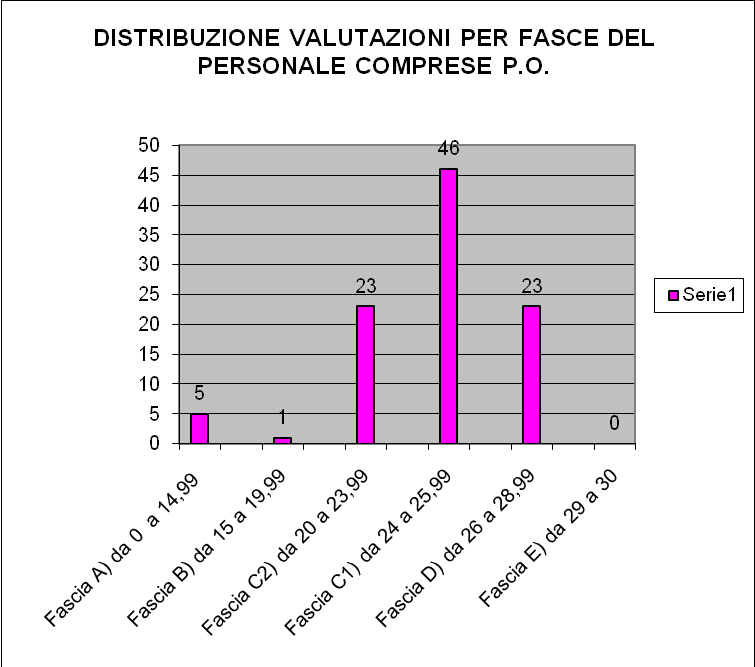 DISTRIBUZIONE VALUTAZIONI PER FASCE DEL
PERSONALE COMPRESE P.O.
50
45
40
35
30
25
20
15
10
5
0
5
1
23
46
23
0
Fascia A) da 0 a 14,99
Fascia B) da 15 a 19,99
Fascia C2) da 20 a 23,99
Fascia C1) da 24 a 25,99
Fascia D) da 26 a 28,99
Fascia E) da 29 a 30
Serie1